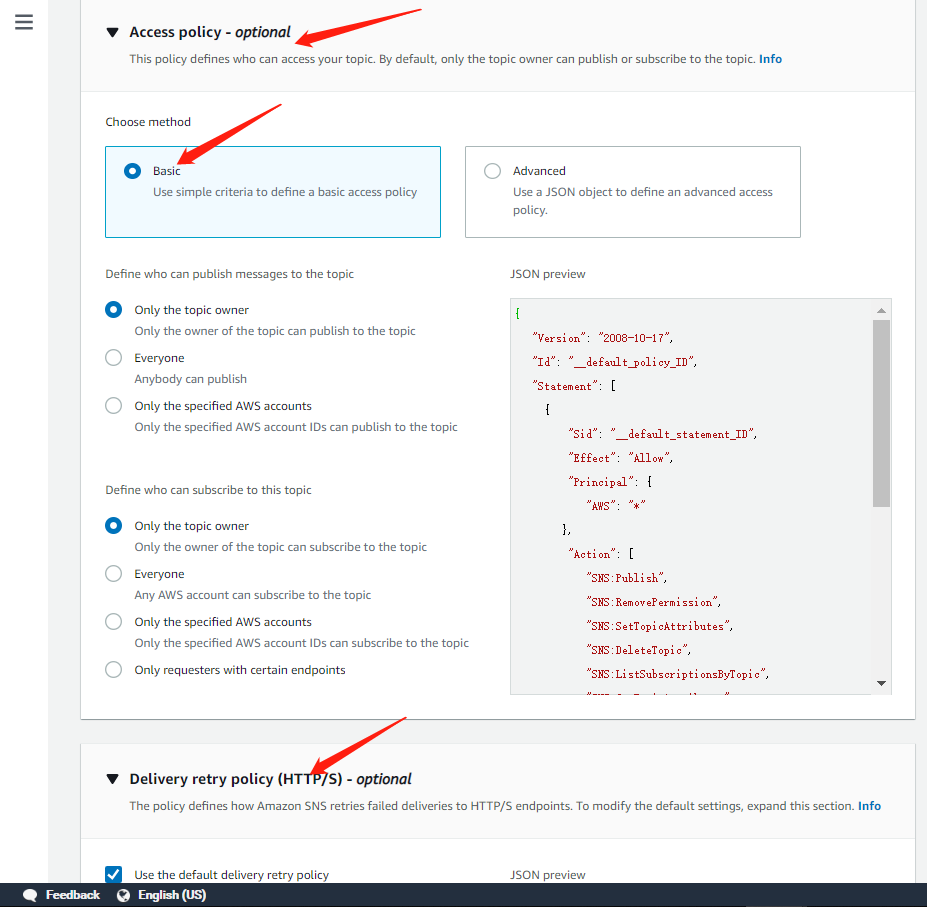 Access policy - optional
This policy defines who can access your topic. By default, only the topic owner can publish or subscribe to the topic. Info
Choose method
Basic
Use simple criteria to define a basic access policy
Advanced
Use a JSON object to define an advanced access
policy.
Define who can publish messages to the topic
Only the topic owner
Only the owner of the topic can publish to the topic
Everyone
Anybody can publish
Only the specified AWS accounts
Only the specified AWS account IDs can publish to the topic
Define who can subscribe to this topic
Only the topic owner
Only the owner of the topic can subscribe to the topic
Everyone
Any AWS account can subscribe to the topic
Only the specified AWS accounts
Only the specified AWS account IDs can subscribe to the topic
Only requesters with certain endpoints
JSON preview
{
"Version": "2008-10-17",
"Id": "__default_policy_ID",
"Statement": [
{
"Sid": "__default_statement_ID",
"Effect": "Allow",
"Principal": {
"AWS": "*"
},
"Action": [
"SNS:Publish",
"SNS:RemovePermission",
"SNS:SetTopicAttributes",
"SNS:DeleteTopic",
"SNS:ListSubscriptionsByTopic",
Delivery retry policy (HTTP/S) - optional
The policy defines how Amazon SNS retries failed deliveries to HTTP/S endpoints. To modify the default settings, expand this section. Info
Use the default delivery retry policy
JSON preview
Feedback
English (US)